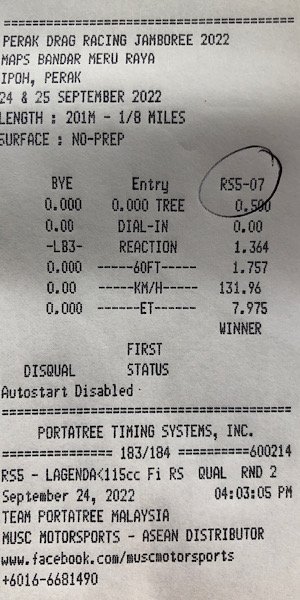 ================================
PERAK DRAG RACING JAMBOREE 2022
MAPS BANDAR MERU RAYA
IPOH, PERAK
24 & 25 SEPTEMBER 2022
LENGTH : 201M - 1/8 MILES
SURFACE : NO-PREP
BYE Entry RS5-07
0.000 0.000 TREE 0.500
0.00 DIAL-IN 0.00
-LB3- REACTION 1.364
0.000 ------60FT------ 1.757
0.00 ------KM/H------ 131.96
0.000 -------ET------- 7.975
WINNER
FIRST
DISQUAL STATUS
Autostart Disabled
================================
PORTATREE TIMING SYSTEMS, INC.
================ 183/184 ==========600214
RS5 - LAGENDA<115cc Fi RS QUAL RND 2
September 24, 2022 04:03:05 PM
TEAM PORTATREE MALAYSIA
MUSC MOTORSPORTS - ASEAN DISTRIBUTOR
www.facebook.com/muscmotorsports
+6016-6681490